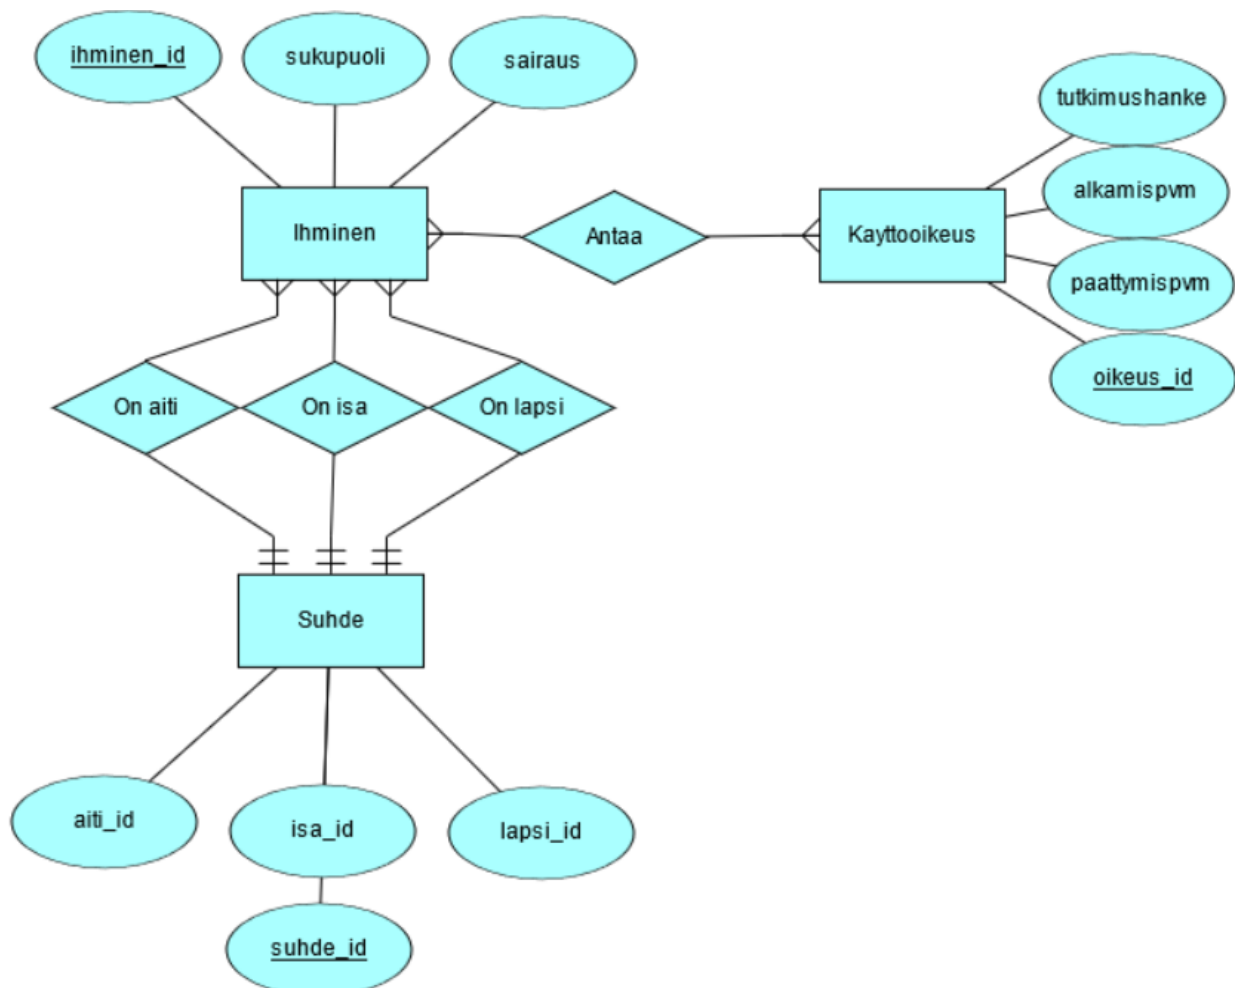 ihminen_id
sukupuoli
sairaus
tutkimushanke
alkamispvm
Ihminen
Antaa
Kayttooikeus
paattymispvm
oikeus_id
On aiti
On isa
On lapsi
Suhde
aiti_id
isa_id
lapsi_id
suhde_id